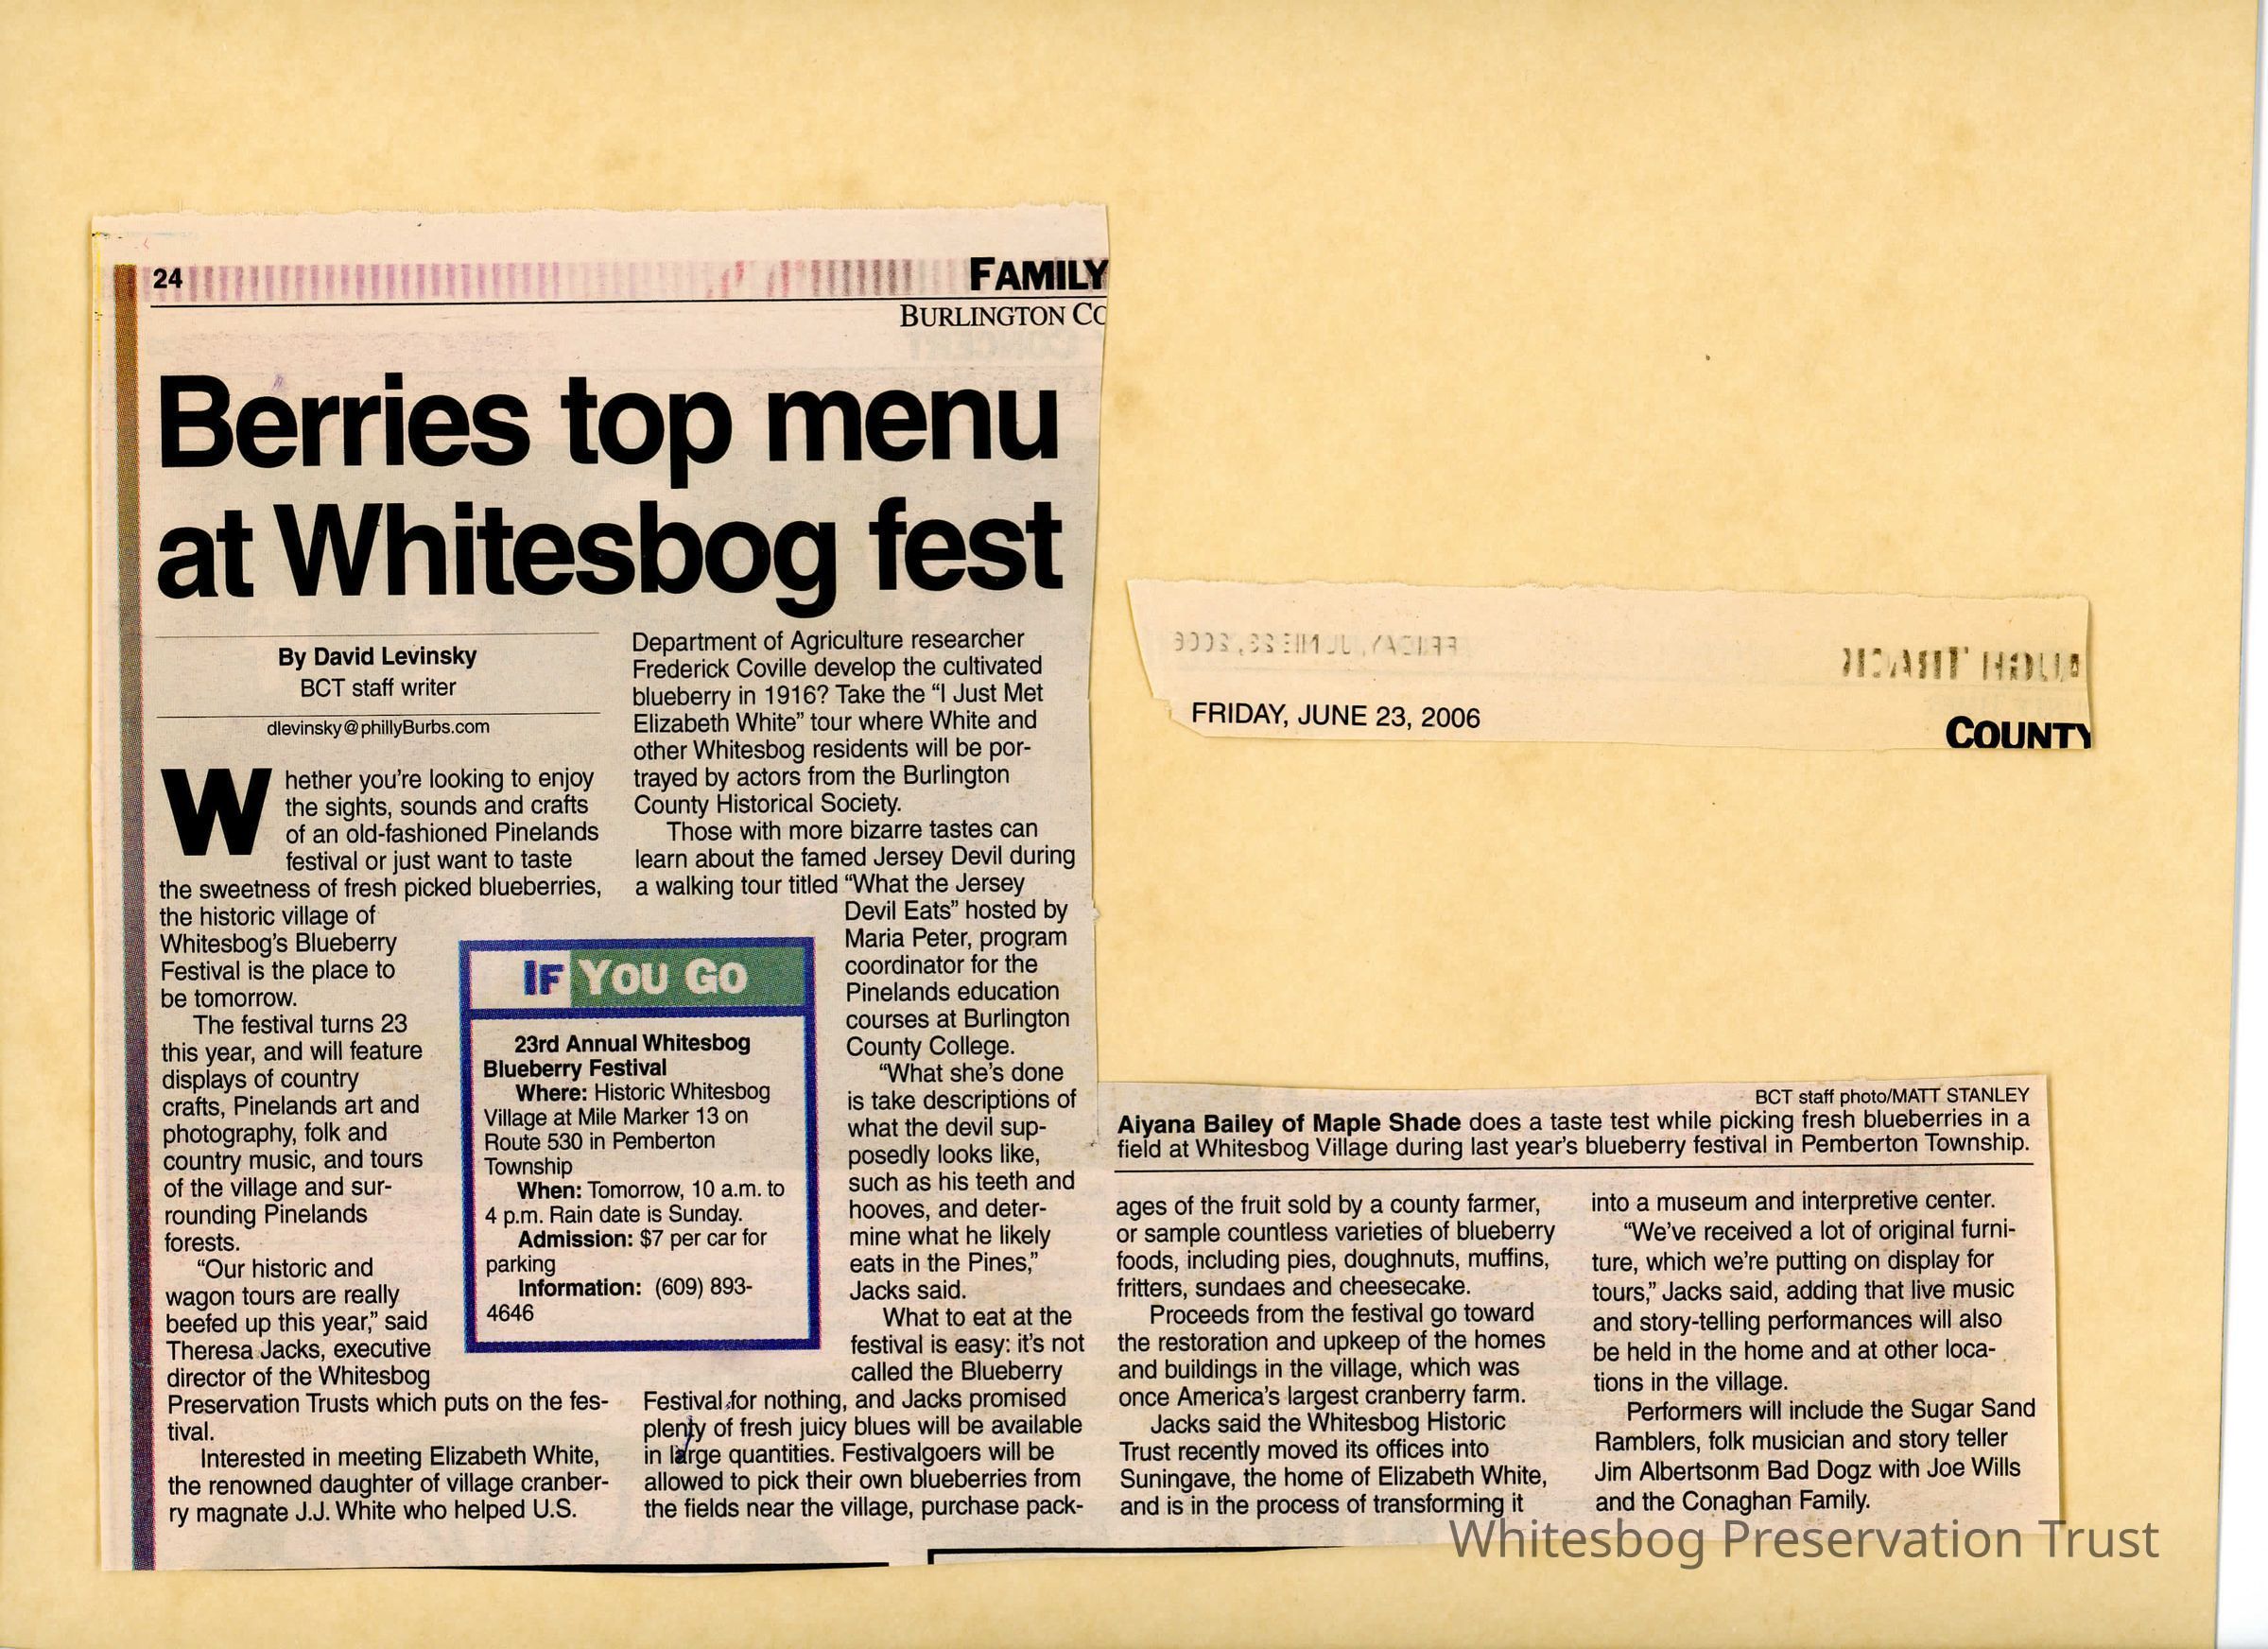 24
FAMILY
BURLINGTON CO
Berries top menu
at Whitesbog fest
By David Levinsky
BCT staff writer
dlevinsky@phillyBurbs.com
Whether you’re looking to enjoy
the sights, sounds and crafts
of an old-fashioned Pinelands
festival or just want to taste
the sweetness of fresh picked blueberries,
the historic village of
Whitesbog’s Blueberry
Festival is the place to
be tomorrow.
The festival turns 23
this year, and will feature
displays of country
crafts, Pinelands art and
photography, folk and
country music, and tours
of the village and sur-
rounding Pinelands
forests.
“Our historic and
wagon tours are really
beefed up this year,” said
Theresa Jacks, executive
director of the Whitesbog
Preservation Trusts which puts on the fes-
tival.
Interested in meeting Elizabeth White,
the renowned daughter of village cranber-
ry magnate J.J. White who helped U.S.
Department of Agriculture researcher
Frederick Coville develop the cultivated
blueberry in 1916? Take the “I Just Met
Elizabeth White” tour where White and
other Whitesbog residents will be por-
trayed by actors from the Burlington
County Historical Society.
Those with more bizarre tastes can
learn about the famed Jersey Devil during
a walking tour titled “What the Jersey
Devil Eats” hosted by
Maria Peter, program
coordinator for the
Pinelands education
courses at Burlington
County College.
“What she’s done
is take descriptions of
what the devil sup-
posedly looks like,
such as his teeth and
hooves, and deter-
mine what he likely
eats in the Pines,”
Jacks said.
What to eat at the
festival is easy: it’s not
called the Blueberry
Festival for nothing, and Jacks promised
plenty of fresh juicy blues will be available
in large quantities. Festivalgoers will be
allowed to pick their own blueberries from
the fields near the village, purchase pack-
IF YOU GO
23rd Annual Whitesbog
Blueberry Festival
Where: Historic Whitesbog
Village at Mile Marker 13 on
Route 530 in Pemberton
Township
When: Tomorrow, 10 a.m. to
4 p.m. Rain date is Sunday.
Admission: $7 per car for
parking
Information: (609) 893-
4646
FRIDAY, JUNE 23, 2006
COUNTY
BCT staff photo/MATT STANLEY
Aiyana Bailey of Maple Shade does a taste test while picking fresh blueberries in a
field at Whitesbog Village during last year’s blueberry festival in Pemberton Township.
ages of the fruit sold by a county farmer,
or sample countless varieties of blueberry
foods, including pies, doughnuts, muffins,
fritters, sundaes and cheesecake.
Proceeds from the festival go toward
the restoration and upkeep of the homes
and buildings in the village, which was
once America’s largest cranberry farm.
Jacks said the Whitesbog Historic
Trust recently moved its offices into
Suningave, the home of Elizabeth White,
and is in the process of transforming it
into a museum and interpretive center.
“We’ve received a lot of original furni-
ture, which we’re putting on display for
tours,” Jacks said, adding that live music
and story-telling performances will also
be held in the home and at other loca-
tions in the village.
Performers will include the Sugar Sand
Ramblers, folk musician and story teller
Jim Albertsonm Bad Dogz with Joe Wills
and the Conaghan Family.
Whitesbog Preservation Trust